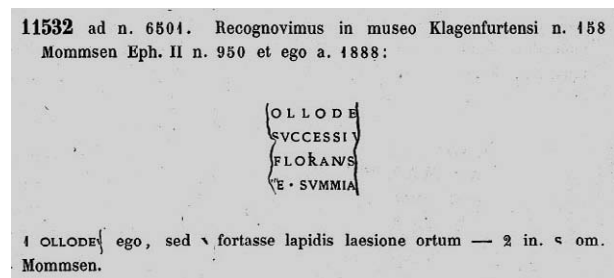 11532 ad n. 6501. Recognovimus in museo Klagenfurtensi n. 158
Mommsen Eph. II n. 950 et ego a. 1888:
OLLODE
SVCCESSI
FLORANVS
E · SVMMIA
1 OLLODE ego, sed fortasse lapidis laesione ortum — 2 in. s om.
Mommsen.